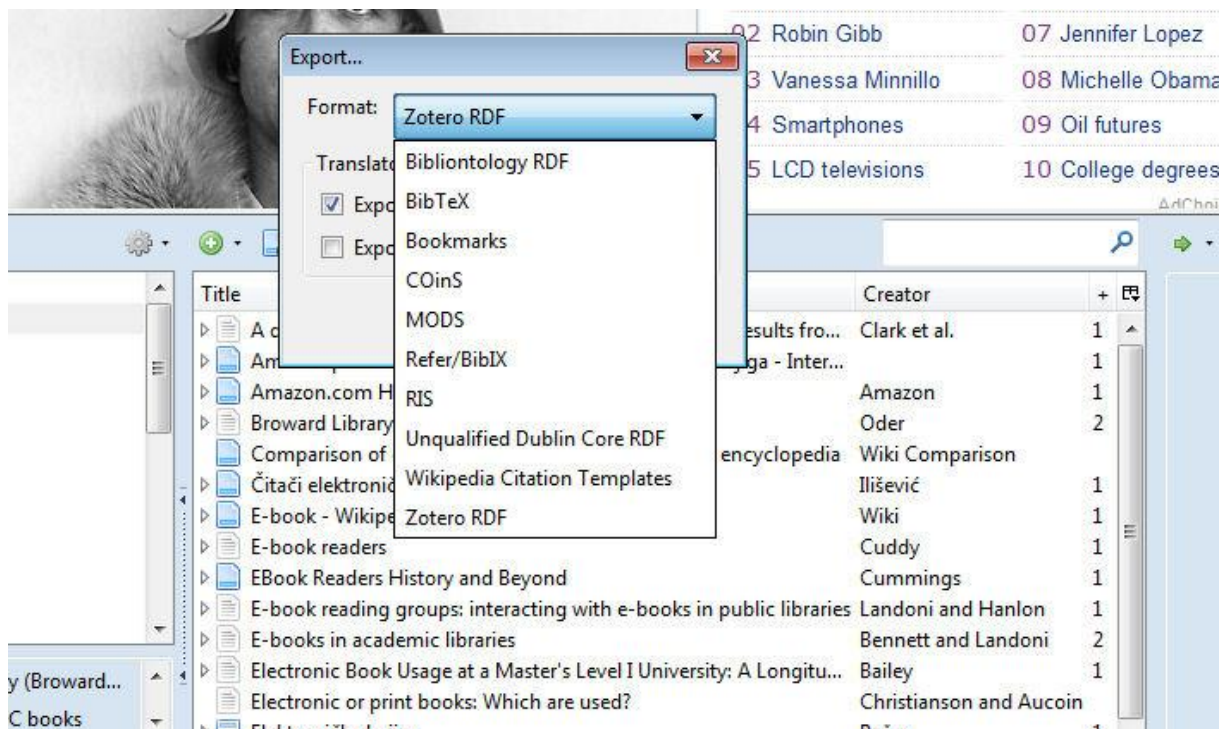 02 Robin Gibb
07 Jennifer Lopez
3 Vanessa Minnillo
08 Michelle Obama
4 Smartphones
09 Oil futures
5 LCD televisions
10 College degrees
AdChoi
Export...
Format:
Zotero RDF
Translato
Expo
Expo
Bibliontology RDF
BibTeX
Bookmarks
COinS
MODS
Refer/BibIX
RIS
Unqualified Dublin Core RDF
Wikipedia Citation Templates
Zotero RDF
Title Creator +
A c esults fro... Clark et al. 1
Am jiga - Inter... 1
Amazon.com H Amazon 1
Broward Library Oder 2
Comparison of encyclopedia Wiki Comparison
Čitači elektronič Ilišević 1
E-book - Wikipe Wiki 1
E-book readers Cuddy 1
EBook Readers History and Beyond Cummings 1
E-book reading groups: interacting with e-books in public libraries Landoni and Hanlon 1
E-books in academic libraries Bennett and Landoni 2
Electronic Book Usage at a Master's Level I University: A Longitu... Bailey 1
Electronic or print books: Which are used? Christianson and Aucoin
y (Broward...
C books